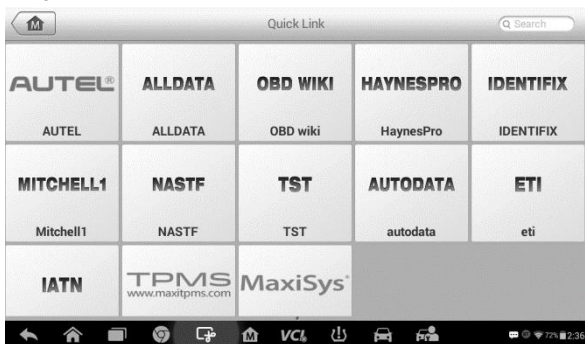 Quick Link
Search
AUTEL® ALLDATA OBD WIKI HAYNESPRO IDENTIFIX
AUTEL ALLDATA OBD wiki HaynesPro IDENTIFIX
MITCHELL1 NASTF TST AUTODATA ETI
Mitchell1 NASTF TST autodata eti
IATN TPMS MaxiSys
www.maxitpms.com
VCI 72% 2:36